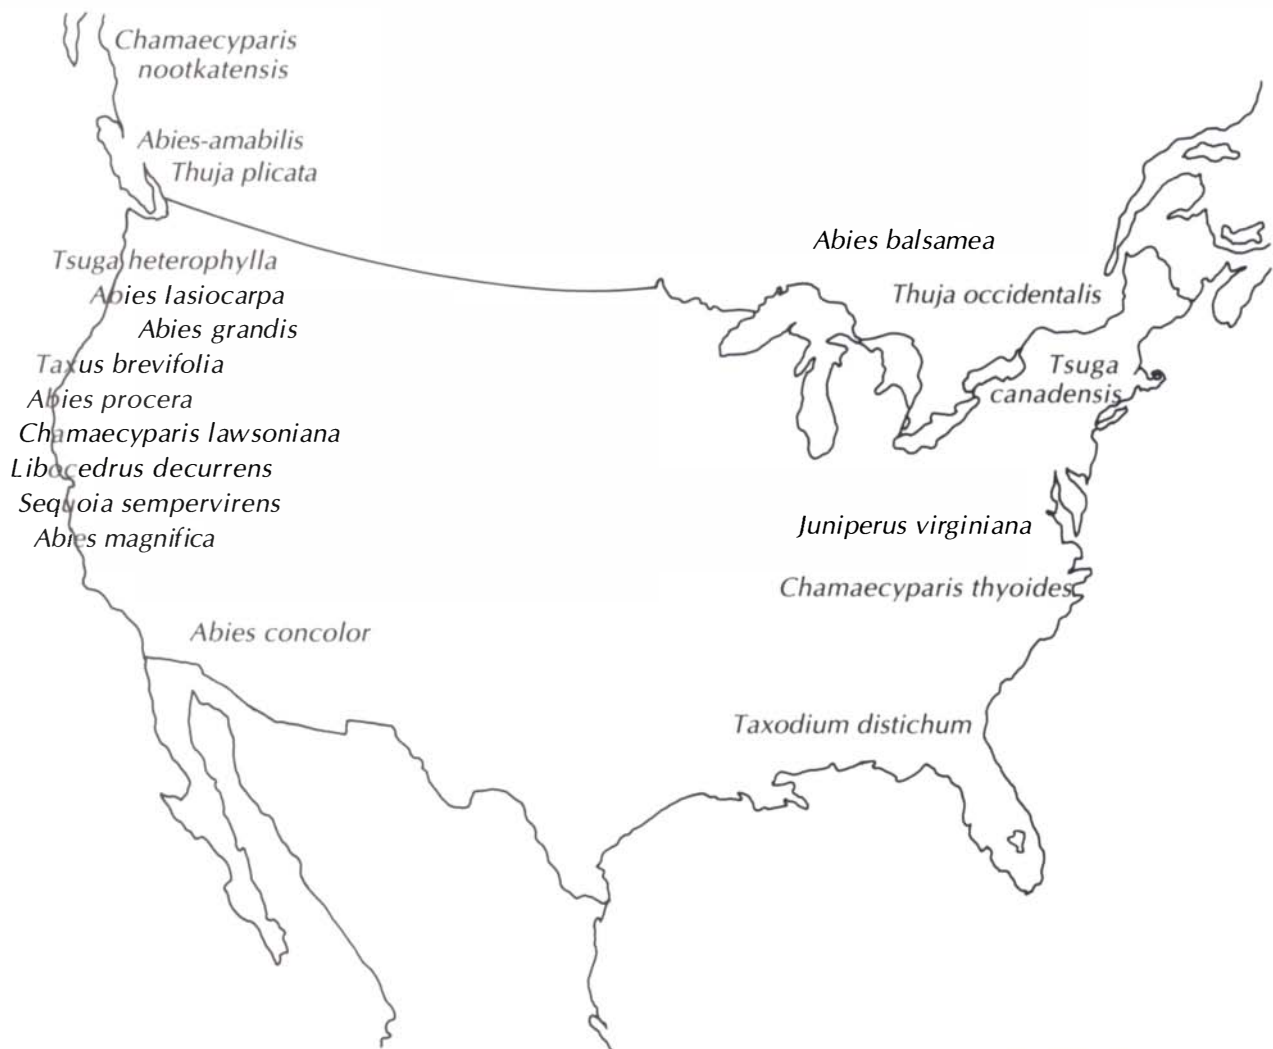 Chamaecyparis
nootkatensis
Abies-amabilis
Thuja plicata
Tsuga heterophylla
Abies lasiocarpa
Abies grandis
Taxus brevifolia
Abies procera
Chamaecyparis lawsoniana
Libocedrus decurrens
Sequoia sempervirens
Abies magnifica
Abies concolor
Abies balsamea
Thuja occidentalis
Tsuga
canadensis
Juniperus virginiana
Chamaecyparis thyoides
Taxodium distichum